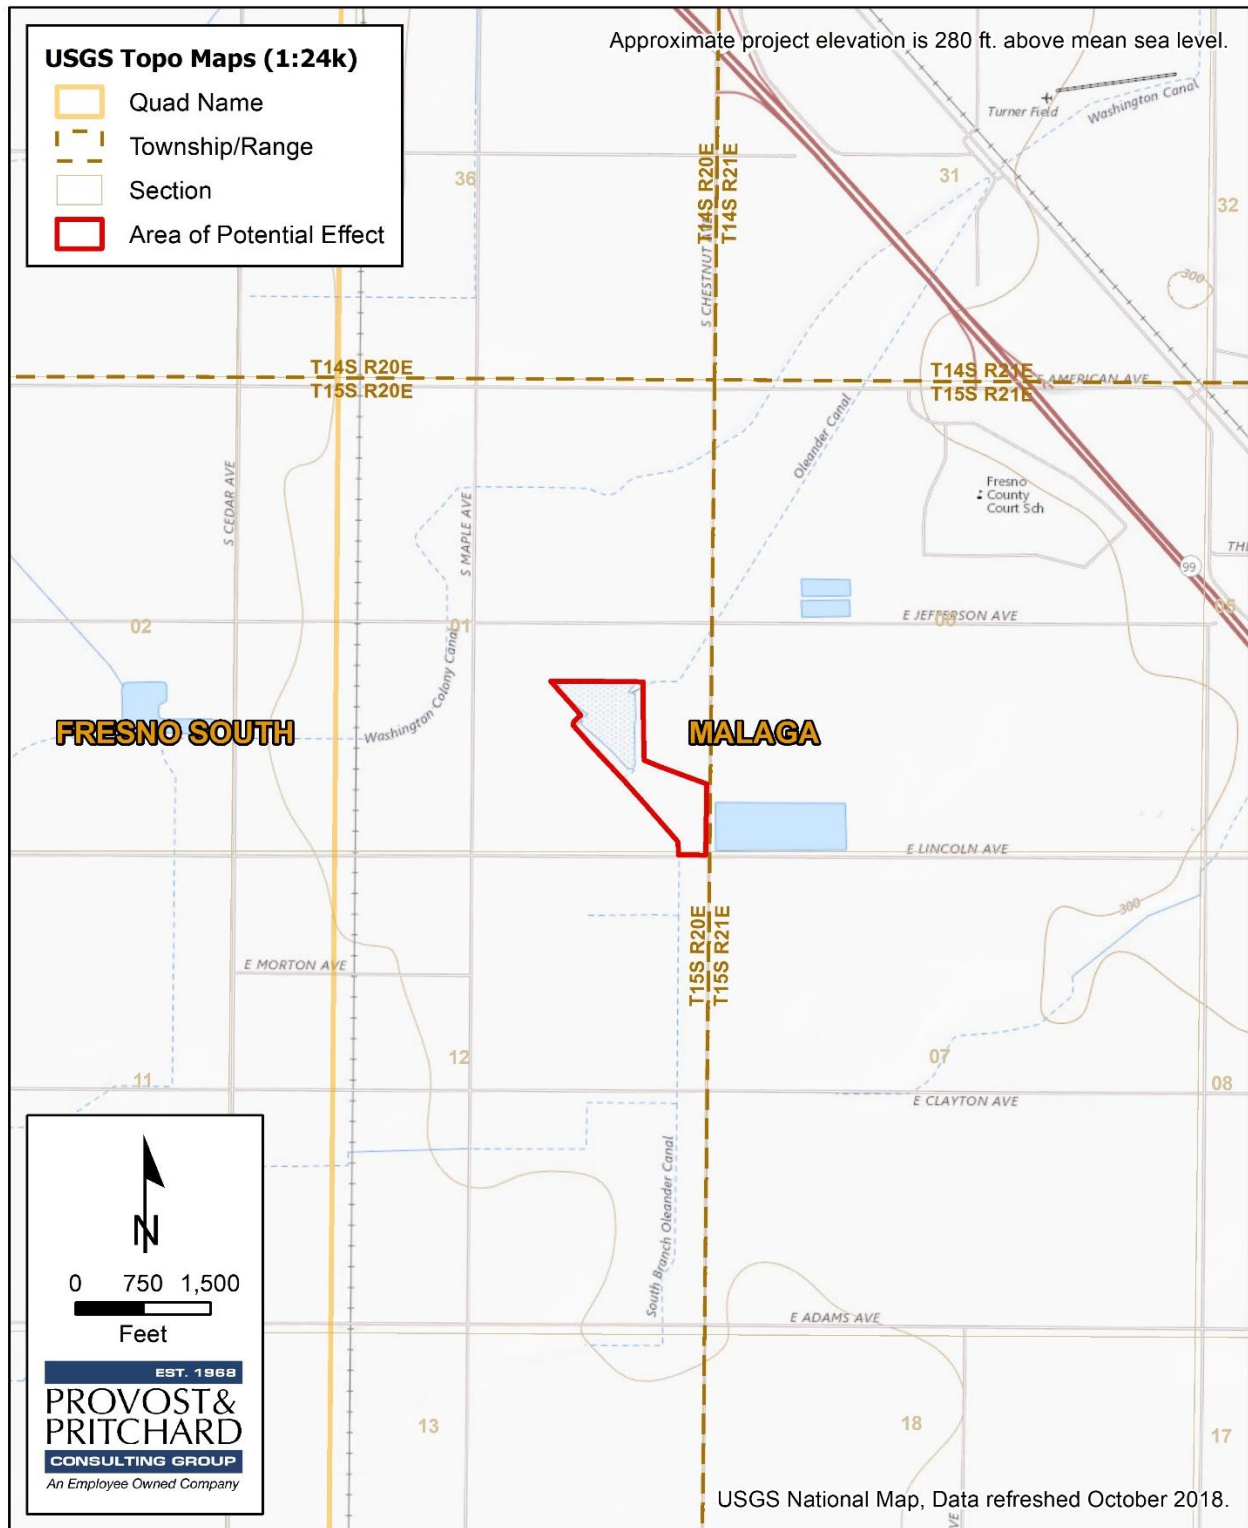 USGS Topo Maps (1:24k)
Quad Name
Township/Range
Section
Area of Potential Effect
Approximate project elevation is 280 ft. above mean sea level.
Turner Field
Washington Canal
36
31
32
T14S R20E
T14S R21E
S CHESTNUT AVE
300
T14S R20E
T15S R20E
T14S R21E
T15S R21E
E AMERICAN AVE
Oleander Canal
S CEDAR AVE
S MAPLE AVE
Fresno
County
Court Sch
99
THE
02
01
E JEFFERSON AVE
06
05
Washington Colony Canal
FRESNO SOUTH
MALAGA
E LINCOLN AVE
300
T15S R20E
T15S R21E
E MORTON AVE
11
12
07
08
E CLAYTON AVE
South Branch Oleander Canal
E ADAMS AVE
13
18
17
AVE
N
0 750 1,500
Feet
EST. 1968
PROVOST&
PRITCHARD
CONSULTING GROUP
An Employee Owned Company
USGS National Map, Data refreshed October 2018.